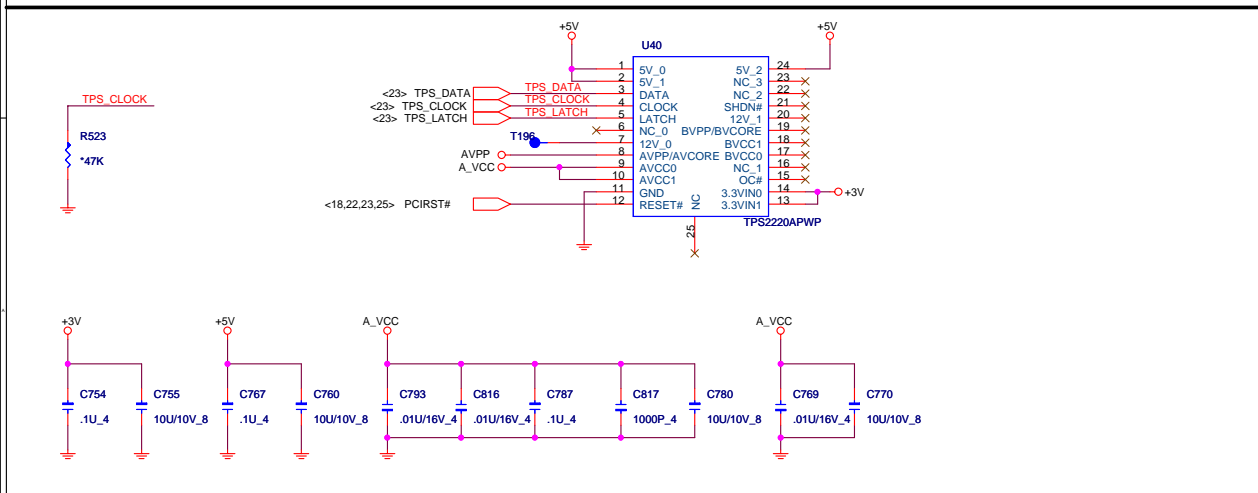 +5V +5V
U40
1 5V_0 5V_2 24
2 5V_1 NC_3 23
<23> TPS_DATA TPS_DATA 3 DATA NC_2 22
TPS_CLOCK <23> TPS_CLOCK TPS_CLOCK 4 CLOCK SHDN# 21
<23> TPS_LATCH TPS_LATCH 5 LATCH 12V_1 20
R523 6 NC_0 BVPP/BVCORE 19
T196 7 12V_0 BVCC1 18
*47K AVPP 8 AVPP/AVCORE BVCC0 17
A_VCC 9 AVCC0 NC_1 16
10 AVCC1 OC# 15
11 GND 3.3VIN0 14 +3V
<18,22,23,25> PCIRST# 12 RESET# NC 3.3VIN1 13
TPS2220APWP
25
+3V +5V A_VCC A_VCC
C754 C755 C767 C760 C793 C816 C787 C817 C780 C769 C770
.1U_4 10U/10V_8 .1U_4 10U/10V_8 .01U/16V_4 .01U/16V_4 .1U_4 1000P_4 10U/10V_8 .01U/16V_4 10U/10V_8